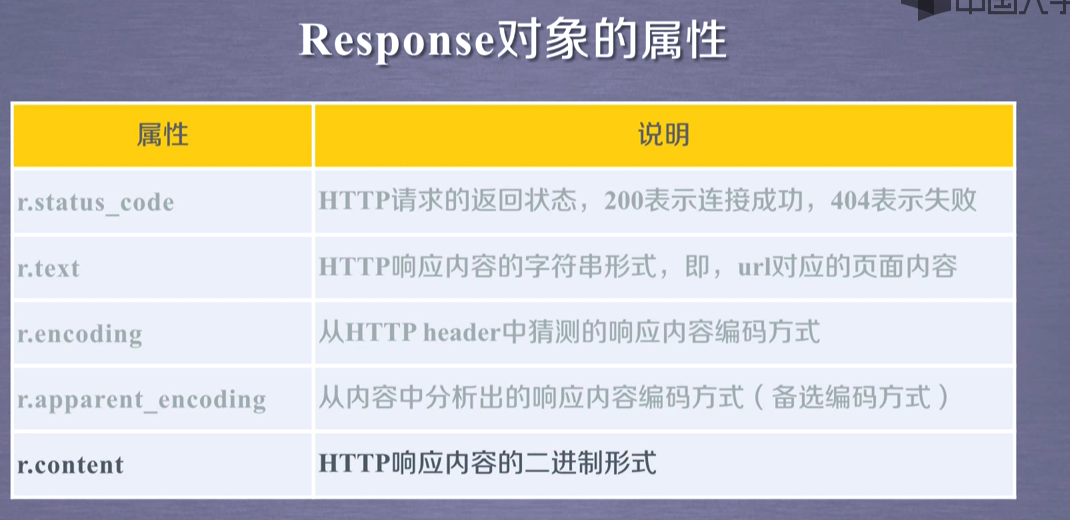 中国大学
Response对象的属性
属性 说明
r.status_code HTTP请求的返回状态，200表示连接成功，404表示失败
r.text HTTP响应内容的字符串形式，即，url对应的页面内容
r.encoding 从HTTP header中猜测的响应内容编码方式
r.apparent_encoding 从内容中分析出的响应内容编码方式（备选编码方式）
r.content HTTP响应内容的二进制形式